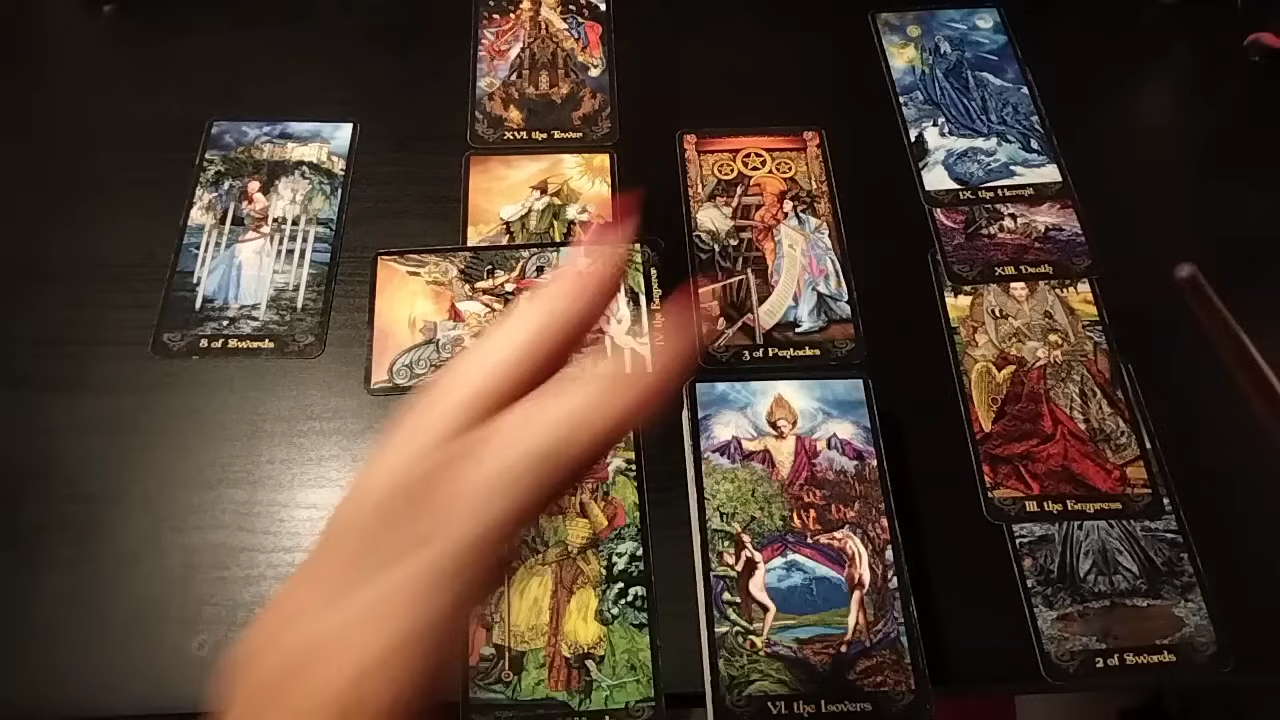 XVI. the Tower
IX. the Hermit
XIII. Death
8 of Swords
IV. the Emperor
3 of Pentacles
III. the Empress
2 of Swords
VI. the Lovers